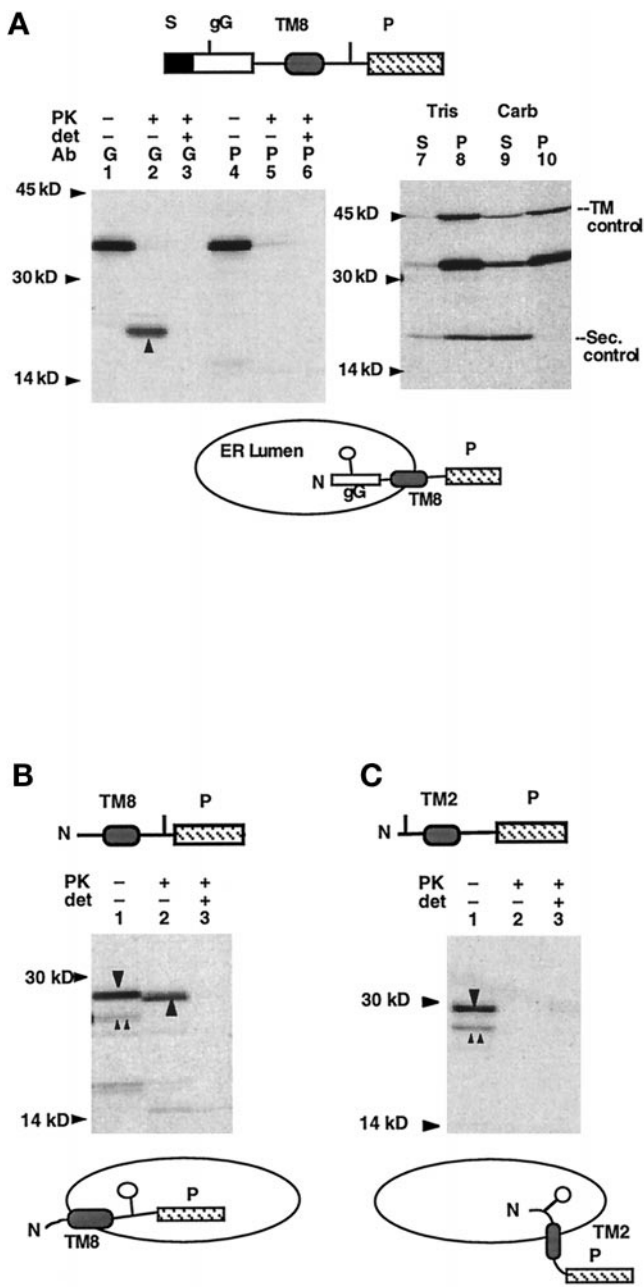 A
S gG TM8 P
PK – + + – + +
det – – + – – +
Ab G G G P P P
1 2 3 4 5 6
45 kD
30 kD
14 kD
Tris Carb
S P S P
7 8 9 10
45 kD
30 kD
14 kD
--TM control
--Sec. control
ER Lumen
N gG TM8 P
B
TM8 P
N
PK – + +
det – – +
1 2 3
30 kD
14 kD
P
N
TM8
C
TM2 P
N
PK – + +
det – – +
1 2 3
30 kD
14 kD
N
TM2
P